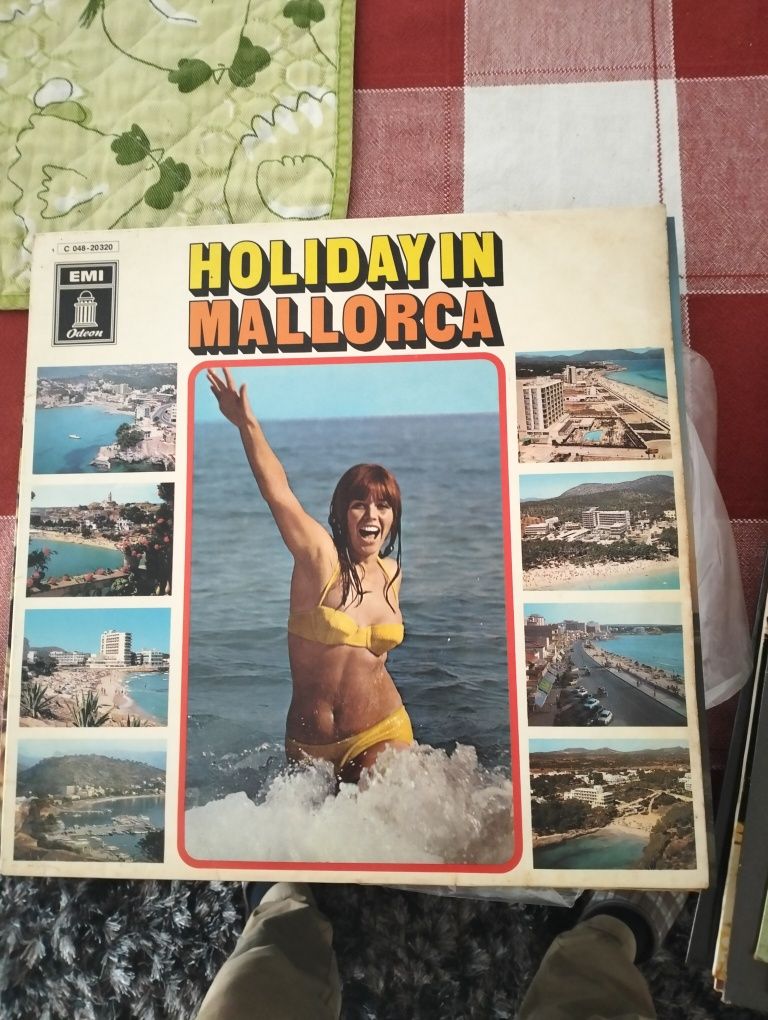 C 048-20320
EMI
Odeon
HOLIDAY IN
MALLORCA